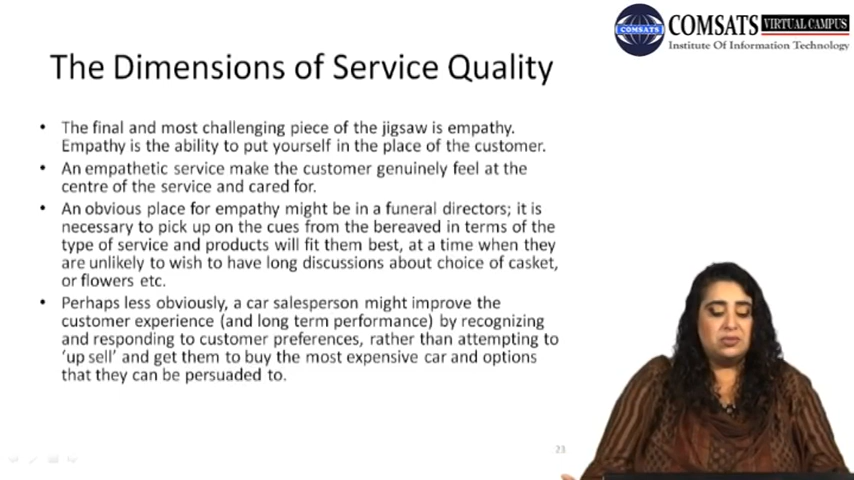 COMSATS
COMSATS VIRTUAL CAMPUS
Institute Of Information Technology
The Dimensions of Service Quality
• The final and most challenging piece of the jigsaw is empathy.
Empathy is the ability to put yourself in the place of the customer.
• An empathetic service make the customer genuinely feel at the
centre of the service and cared for.
• An obvious place for empathy might be in a funeral directors; it is
necessary to pick up on the cues from the bereaved in terms of the
type of service and products will fit them best, at a time when they
are unlikely to wish to have long discussions about choice of casket,
or flowers etc.
• Perhaps less obviously, a car salesperson might improve the
customer experience (and long term performance) by recognizing
and responding to customer preferences, rather than attempting to
‘up sell’ and get them to buy the most expensive car and options
that they can be persuaded to.
23